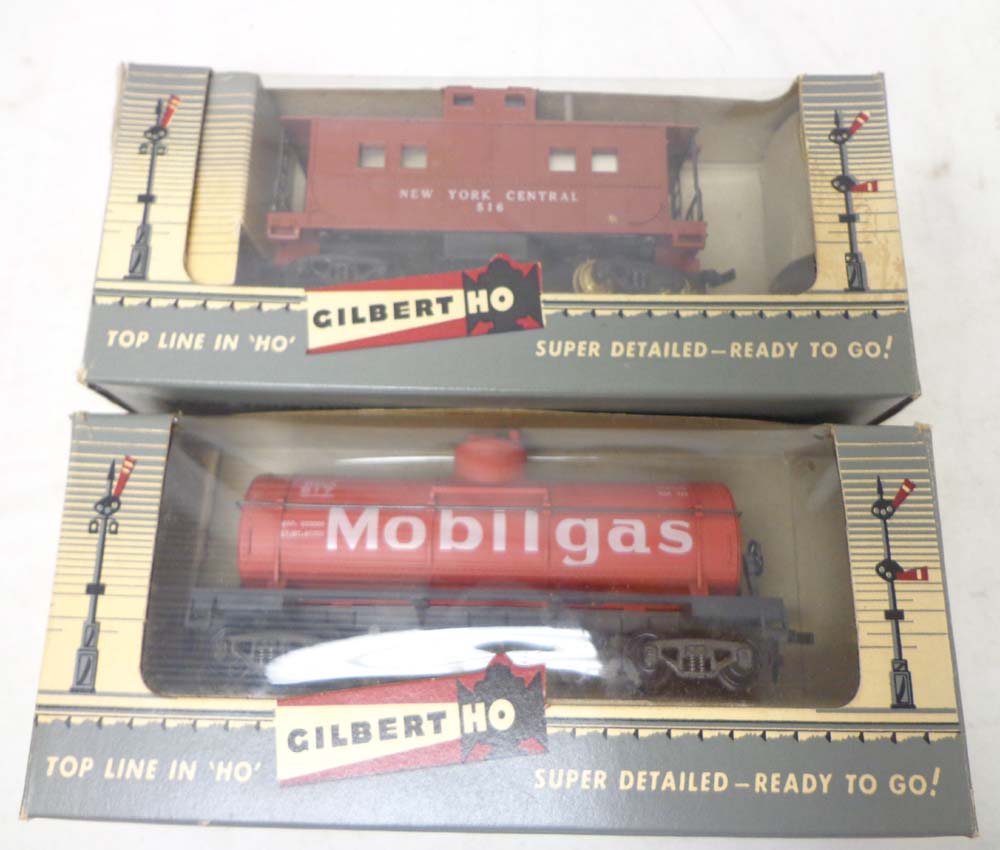 NEW YORK CENTRAL
516
GILBERT HO
TOP LINE IN 'HO'
SUPER DETAILED—READY TO GO!
Mobilgas
GILBERT HO
TOP LINE IN 'HO'
SUPER DETAILED—READY TO GO!